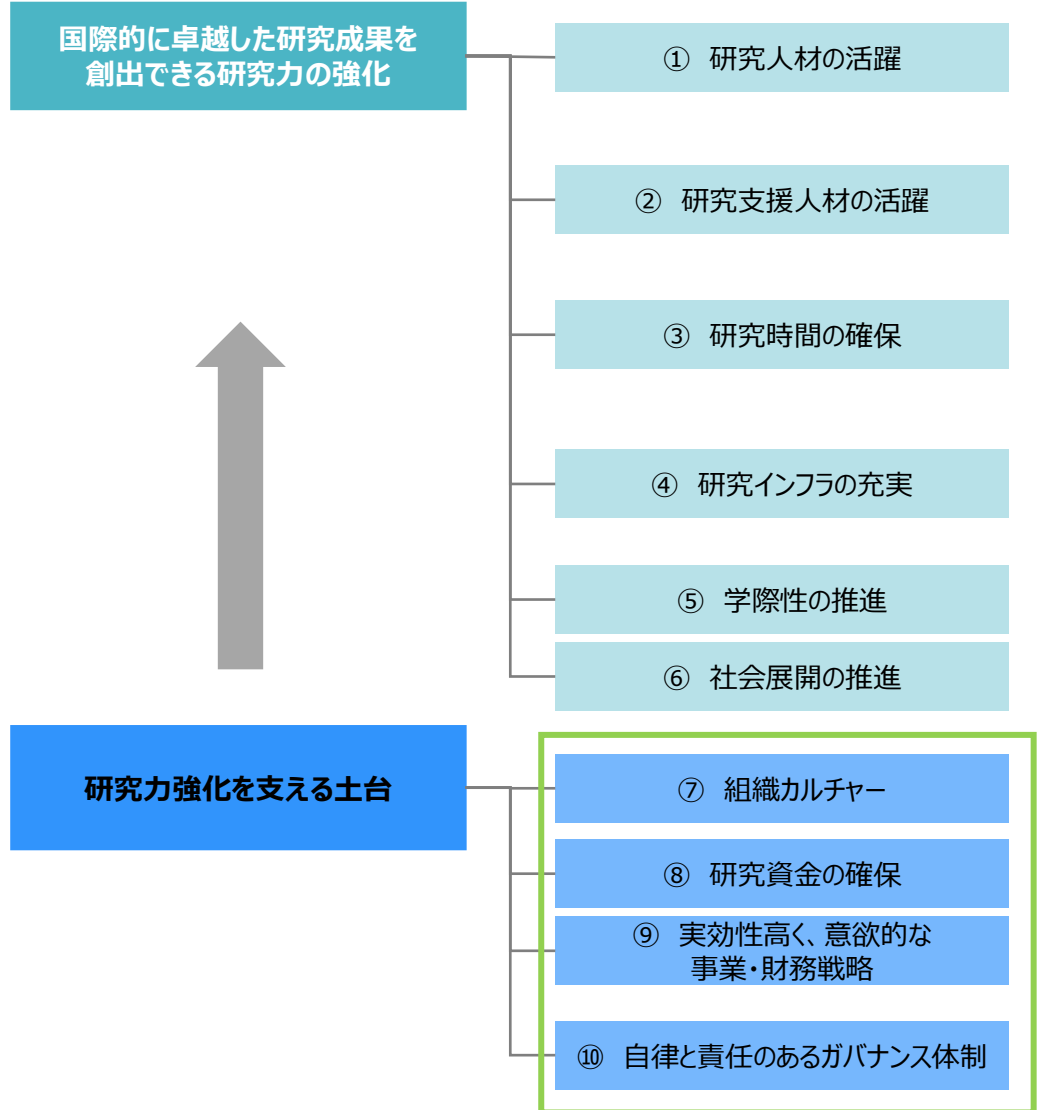 国際的に卓越した研究成果を
創出できる研究力の強化
① 研究人材の活躍
② 研究支援人材の活躍
③ 研究時間の確保
④ 研究インフラの充実
⑤ 学際性の推進
⑥ 社会展開の推進
研究力強化を支える土台
⑦ 組織カルチャー
⑧ 研究資金の確保
⑨ 実効性高く、意欲的な
事業・財務戦略
⑩ 自律と責任のあるガバナンス体制